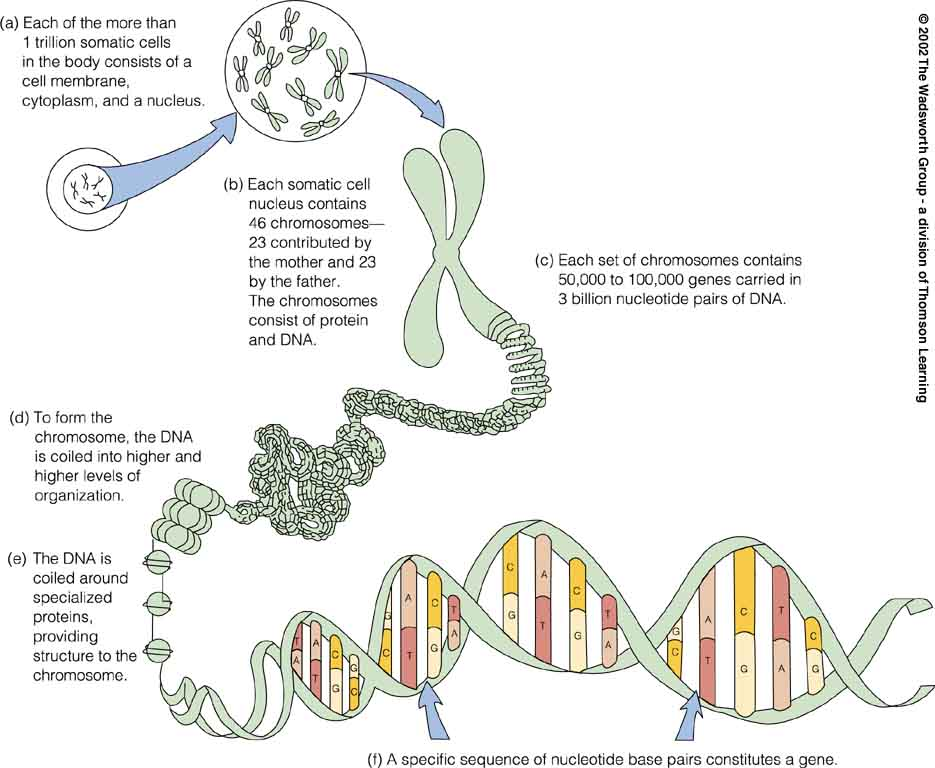 (a) Each of the more than
1 trillion somatic cells
in the body consists of a
cell membrane,
cytoplasm, and a nucleus.
© 2002 The Wadsworth Group - a division of Thomson Learning
(b) Each somatic cell
nucleus contains
46 chromosomes—
23 contributed by
the mother and 23
by the father.
The chromosomes
consist of protein
and DNA.
(c) Each set of chromosomes contains
50,000 to 100,000 genes carried in
3 billion nucleotide pairs of DNA.
(d) To form the
chromosome, the DNA
is coiled into higher and
higher levels of
organization.
(e) The DNA is
coiled around
specialized
proteins,
providing
structure to the
chromosome.
T A C G
A T G C
G A C T
C T G A
C A C T
G T G A
G A C T C
C T G A G
(f) A specific sequence of nucleotide base pairs constitutes a gene.